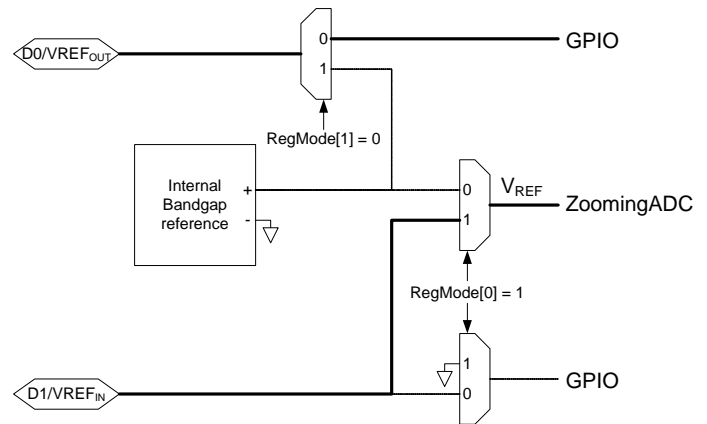 D0/VREFOUT
0
1
GPIO
RegMode[1] = 0
Internal
Bandgap
reference
+
-
0
1
VREF
ZoomingADC
RegMode[0] = 1
1
0
D1/VREFIN
GPIO